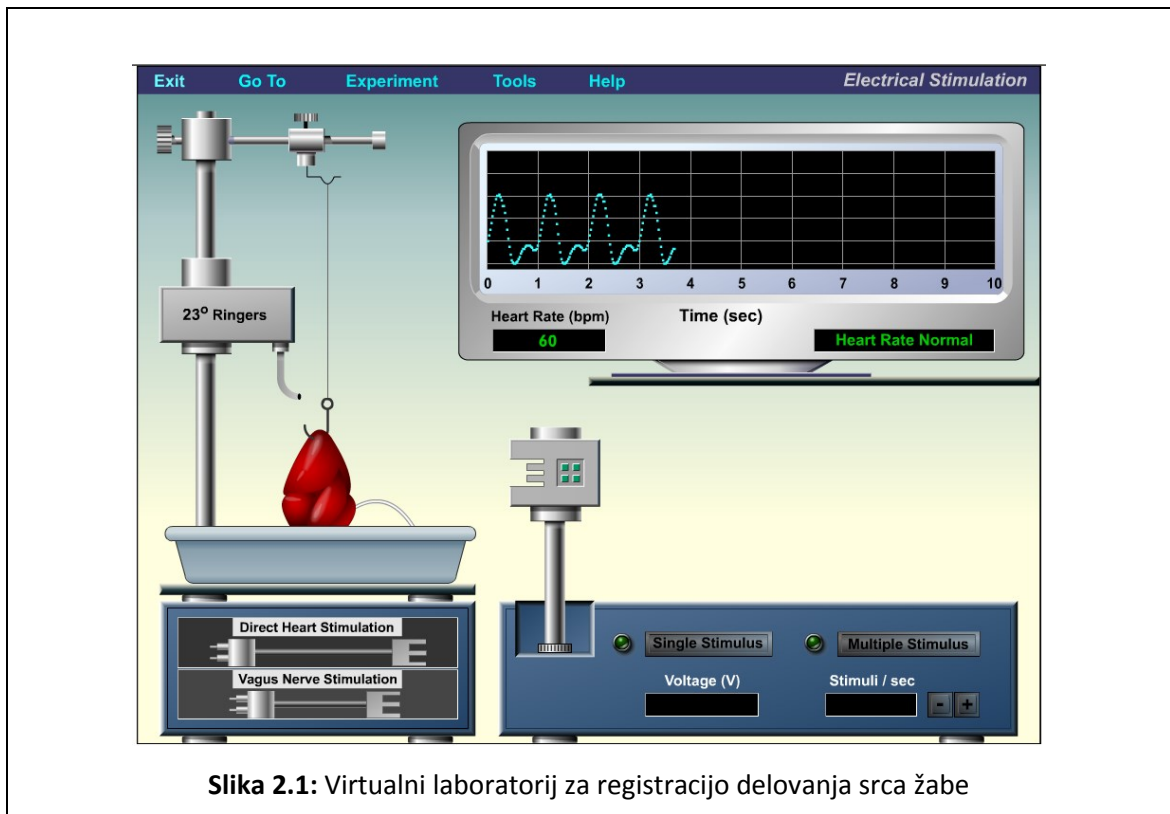 Exit Go To Experiment Tools Help Electrical Stimulation
23° Ringers
0 1 2 3 4 5 6 7 8 9 10
Heart Rate (bpm) Time (sec)
60 Heart Rate Normal
Direct Heart Stimulation
Vagus Nerve Stimulation
Single Stimulus Multiple Stimulus
Voltage (V) Stimuli / sec
- +
Slika 2.1: Virtualni laboratorij za registracijo delovanja srca žabe